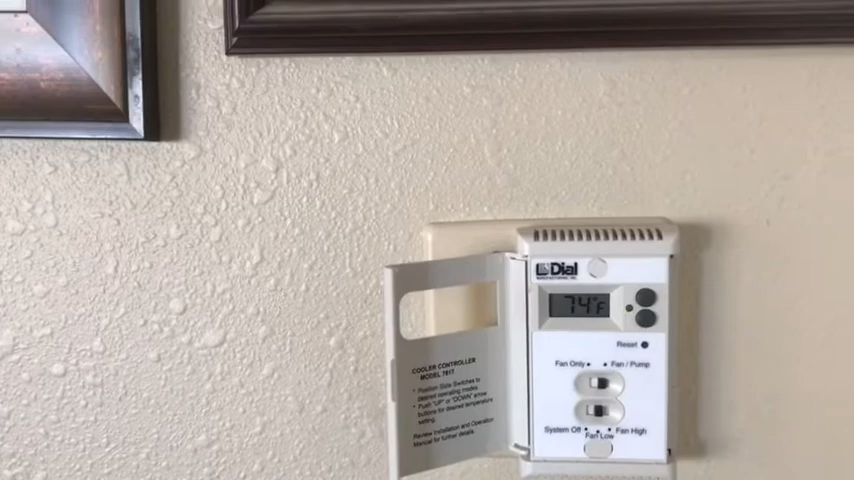 Dial
MANUFACTURING, INC.
74°F
Reset
Fan Only
Fan / Pump
System Off
Fan Low
Fan High
COOLER CONTROLLER
MODEL 7617
* Position Slide Switches to
desired operating modes.
* Push "UP" or "DOWN" arrow
buttons for desired temperature
setting.
Review Installation and Operation
Manual for further details.